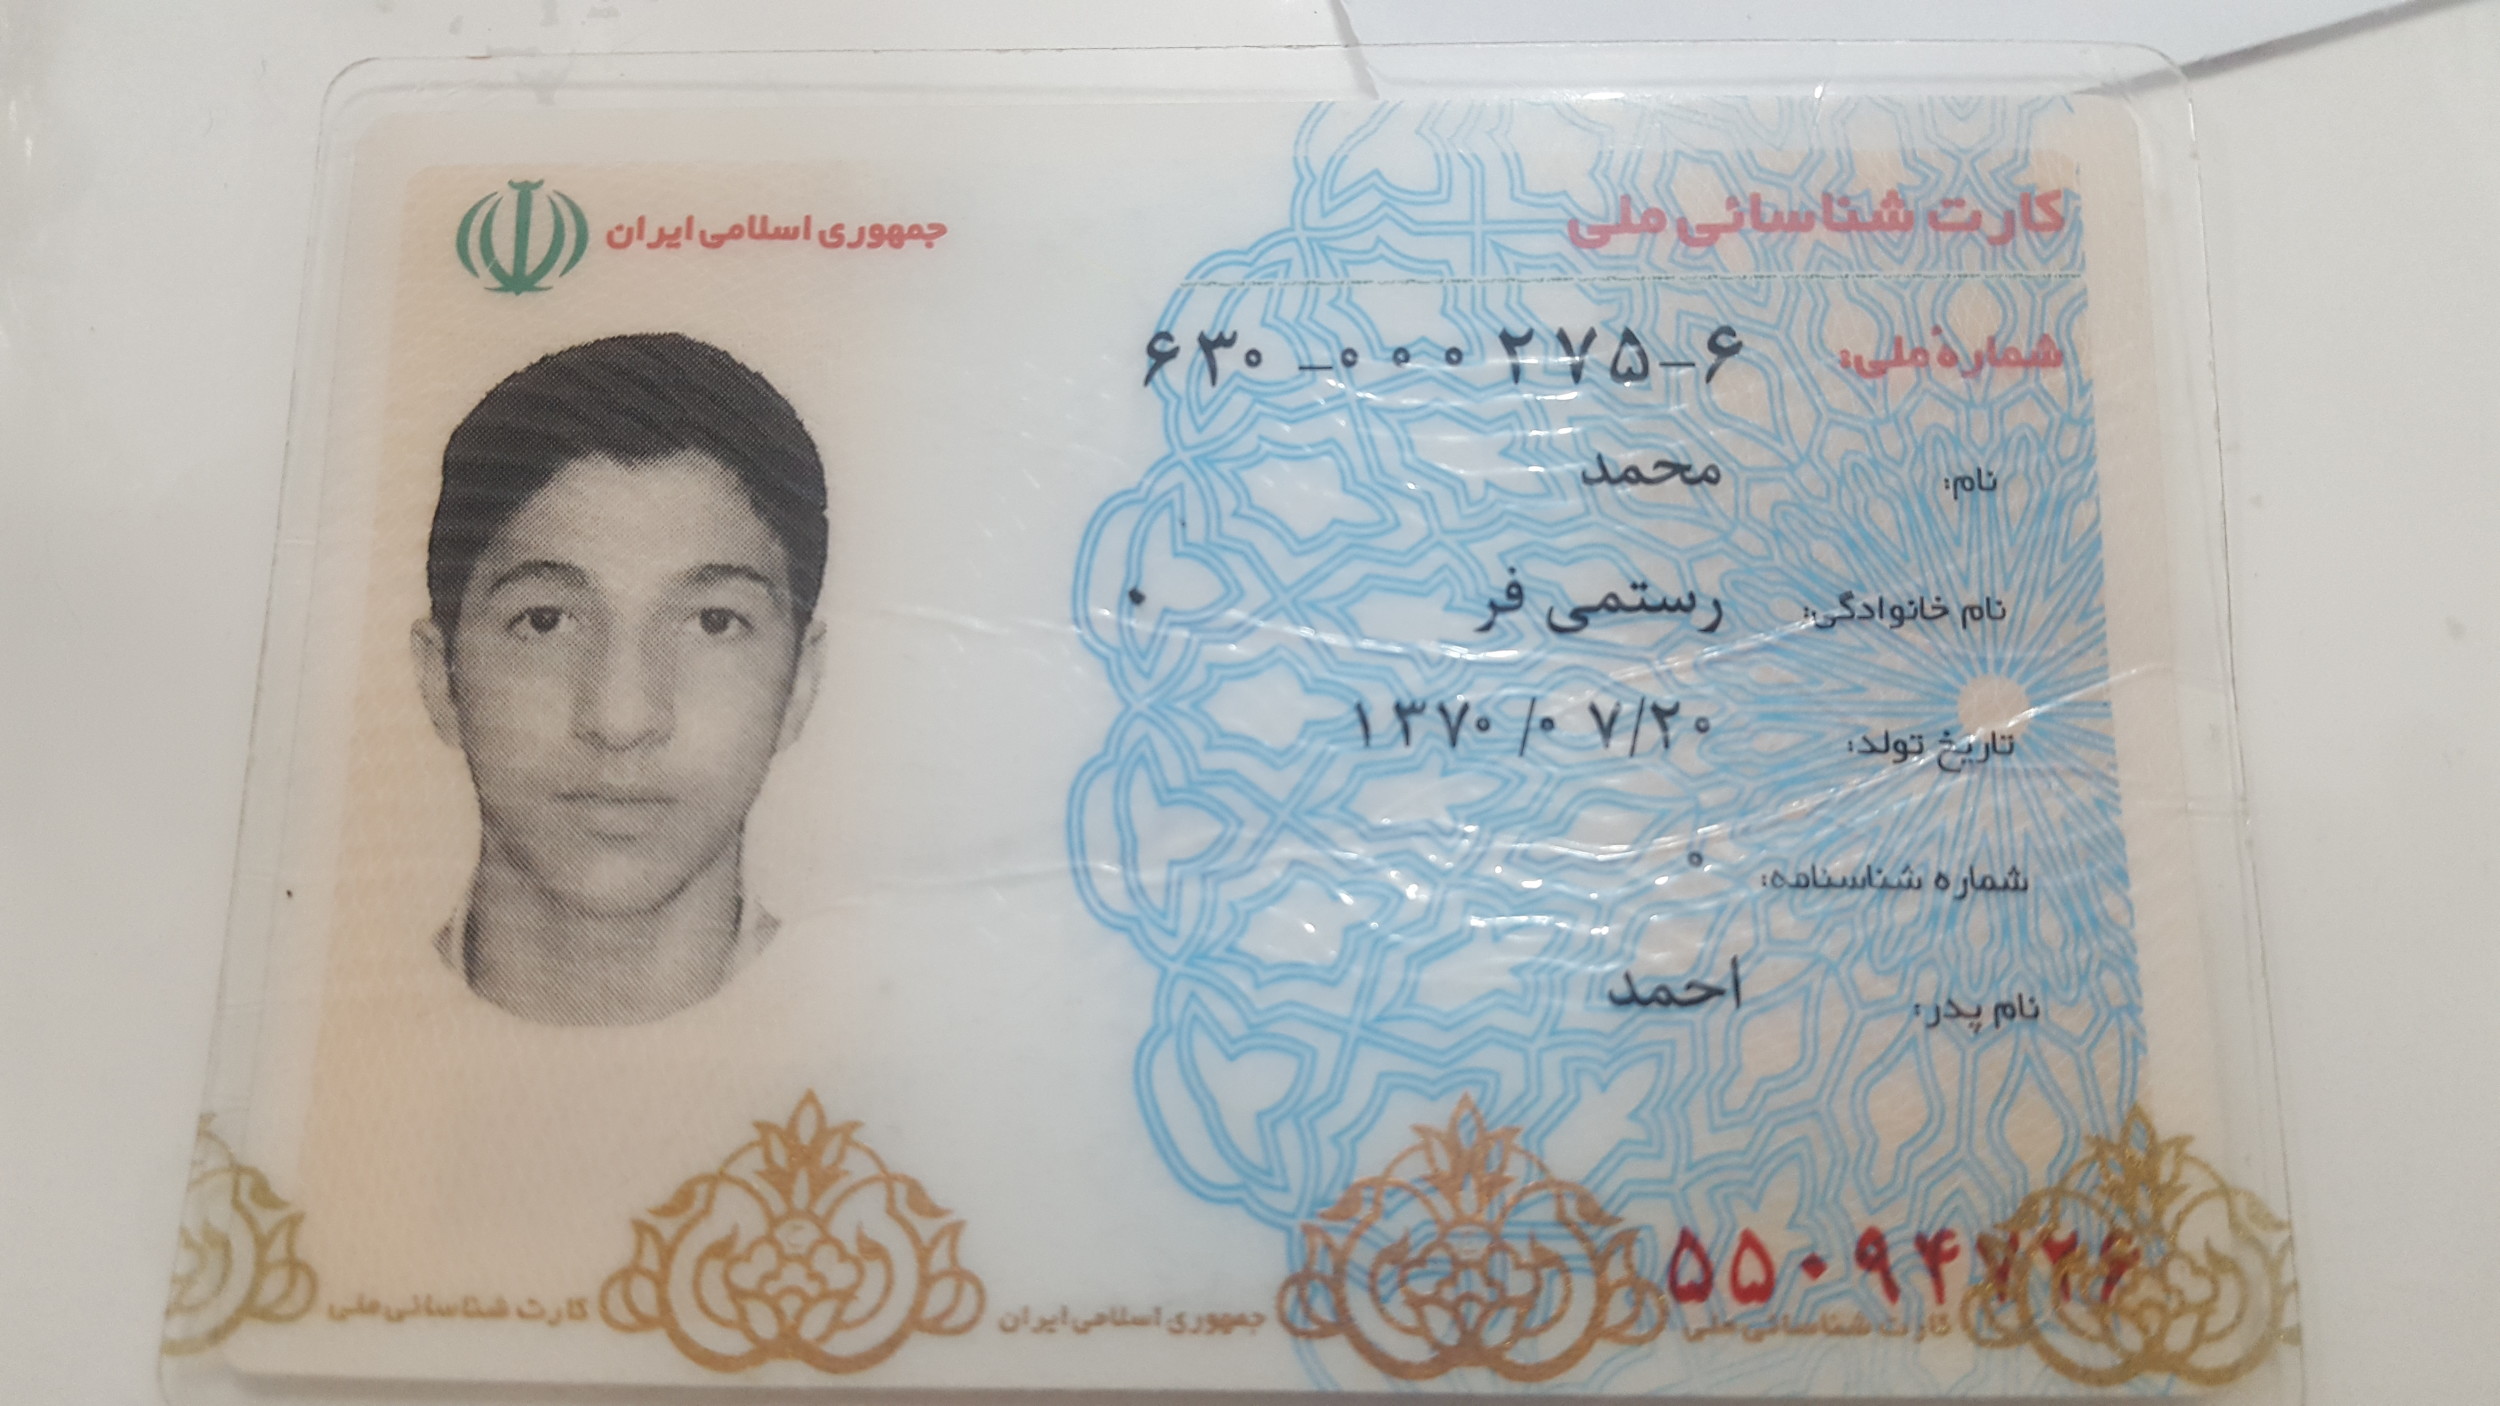 کارت شناسائی ملی
جمهوری اسلامی ایران
شمارهٔ ملی: ۶۳۰-۰۰۰۲۷۵-۶
نام: محمد
نام خانوادگی: رستمی فر
تاریخ تولد: ۱۳۷۰/۰۷/۲۰
شماره شناسنامه: ۰
نام پدر: احمد
۵۵۰۹۴۷۲۶
کارت شناسائی ملی
جمهوری اسلامی ایران
کارت شناسائی ملی